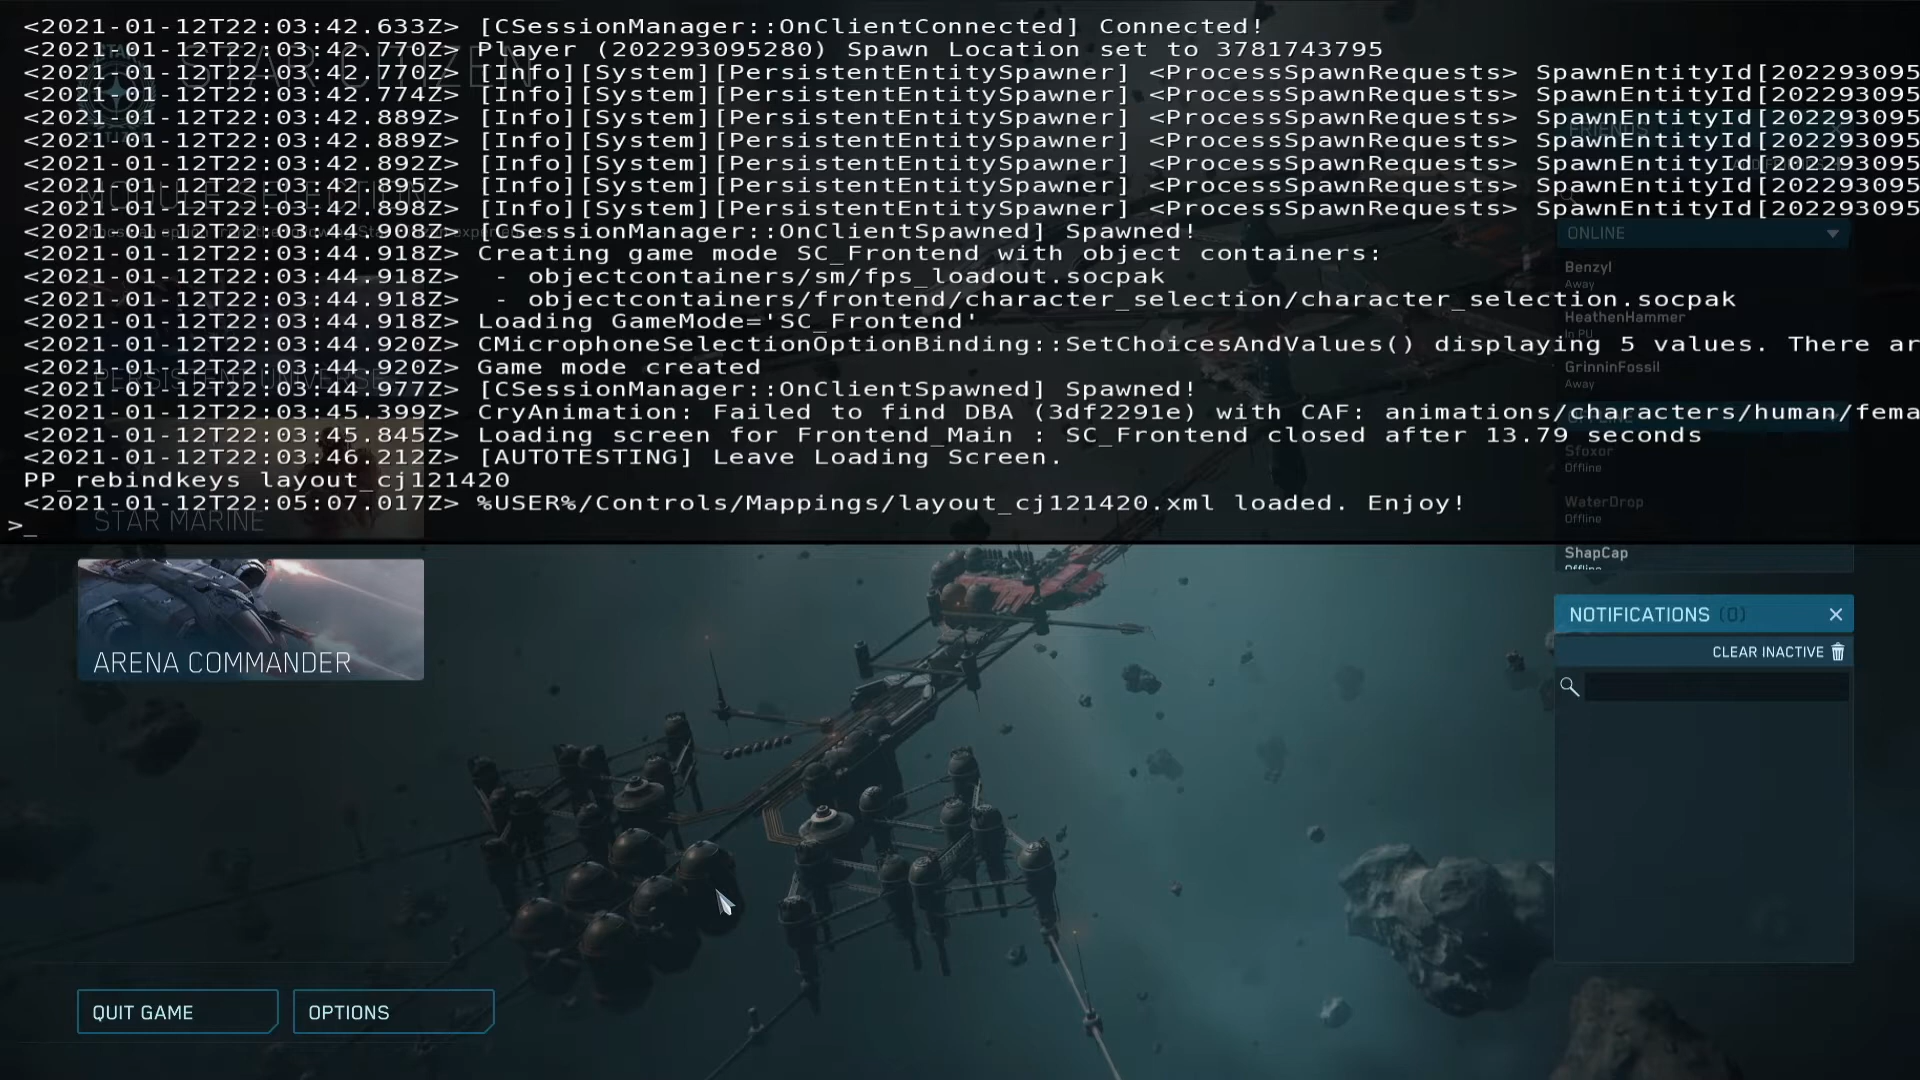 <2021-01-12T22:03:42.633Z> [CSessionManager::OnClientConnected] Connected!
<2021-01-12T22:03:42.770Z> Player (202293095280) Spawn Location set to 3781743795
<2021-01-12T22:03:42.770Z> [Info][System][PersistentEntitySpawner] <ProcessSpawnRequests> SpawnEntityId[202293095
<2021-01-12T22:03:42.774Z> [Info][System][PersistentEntitySpawner] <ProcessSpawnRequests> SpawnEntityId[202293095
<2021-01-12T22:03:42.889Z> [Info][System][PersistentEntitySpawner] <ProcessSpawnRequests> SpawnEntityId[202293095
<2021-01-12T22:03:42.889Z> [Info][System][PersistentEntitySpawner] <ProcessSpawnRequests> SpawnEntityId[202293095
<2021-01-12T22:03:42.892Z> [Info][System][PersistentEntitySpawner] <ProcessSpawnRequests> SpawnEntityId[202293095
<2021-01-12T22:03:42.895Z> [Info][System][PersistentEntitySpawner] <ProcessSpawnRequests> SpawnEntityId[202293095
<2021-01-12T22:03:42.898Z> [Info][System][PersistentEntitySpawner] <ProcessSpawnRequests> SpawnEntityId[202293095
<2021-01-12T22:03:44.908Z> [CSessionManager::OnClientSpawned] Spawned!
<2021-01-12T22:03:44.918Z> Creating game mode SC_Frontend with object containers:
<2021-01-12T22:03:44.918Z>  - objectcontainers/sm/fps_loadout.socpak
<2021-01-12T22:03:44.918Z>  - objectcontainers/frontend/character_selection/character_selection.socpak
<2021-01-12T22:03:44.918Z> Loading GameMode='SC_Frontend'
<2021-01-12T22:03:44.920Z> CMicrophoneSelectionOptionBinding::SetChoicesAndValues() displaying 5 values. There ar
<2021-01-12T22:03:44.920Z> Game mode created
<2021-01-12T22:03:44.977Z> [CSessionManager::OnClientSpawned] Spawned!
<2021-01-12T22:03:45.399Z> CryAnimation: Failed to find DBA (3df2291e) with CAF: animations/characters/human/fema
<2021-01-12T22:03:45.845Z> Loading screen for Frontend_Main : SC_Frontend closed after 13.79 seconds
<2021-01-12T22:03:46.212Z> [AUTOTESTING] Leave Loading Screen.
PP_rebindkeys layout_cj121420
<2021-01-12T22:05:07.017Z> %USER%/Controls/Mappings/layout_cj121420.xml loaded. Enjoy!
>_
STAR CITIZEN
MODULE SELECTION
PERSISTENT UNIVERSE
STAR MARINE
ARENA COMMANDER
QUIT GAME
OPTIONS
FRIENDS
ONLINE
Benzyl
Away
HeathenHammer
In PU
GrinninFossil
Away
OFFLINE
Sfoxor
Offline
WaterDrop
Offline
ShapCap
Offline
NOTIFICATIONS (0)
CLEAR INACTIVE